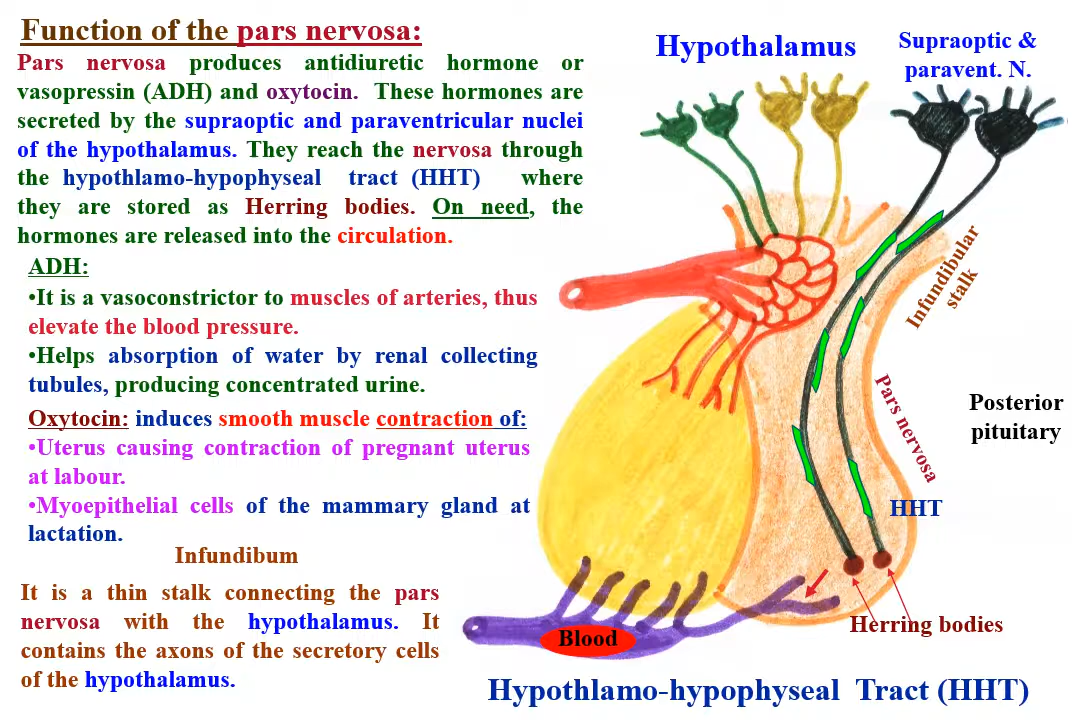 Function of the pars nervosa:
Pars nervosa produces antidiuretic hormone or
vasopressin (ADH) and oxytocin. These hormones are
secreted by the supraoptic and paraventricular nuclei
of the hypothalamus. They reach the nervosa through
the hypothlamo-hypophyseal tract (HHT) where
they are stored as Herring bodies. On need, the
hormones are released into the circulation.
ADH:
•It is a vasoconstrictor to muscles of arteries, thus
elevate the blood pressure.
•Helps absorption of water by renal collecting
tubules, producing concentrated urine.
Oxytocin: induces smooth muscle contraction of:
•Uterus causing contraction of pregnant uterus
at labour.
•Myoepithelial cells of the mammary gland at
lactation.
Infundibum
It is a thin stalk connecting the pars
nervosa with the hypothalamus. It
contains the axons of the secretory cells
of the hypothalamus.
Hypothalamus
Supraoptic &
paravent. N.
Infundibular
stalk
Pars nervosa
Posterior
pituitary
HHT
Herring bodies
Blood
Hypothlamo-hypophyseal Tract (HHT)